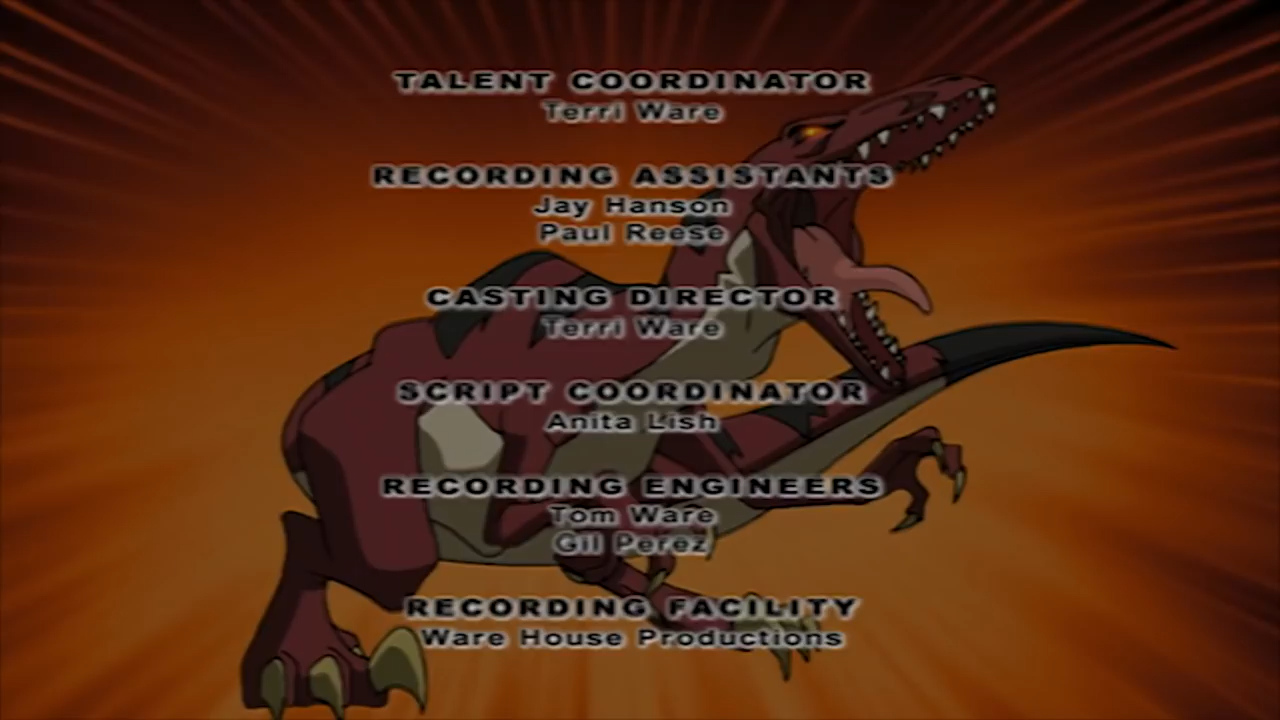 TALENT COORDINATOR
Terri Ware
RECORDING ASSISTANTS
Jay Hanson
Paul Reese
CASTING DIRECTOR
Terri Ware
SCRIPT COORDINATOR
Anita Lish
RECORDING ENGINEERS
Tom Ware
Gil Perez
RECORDING FACILITY
Ware House Productions